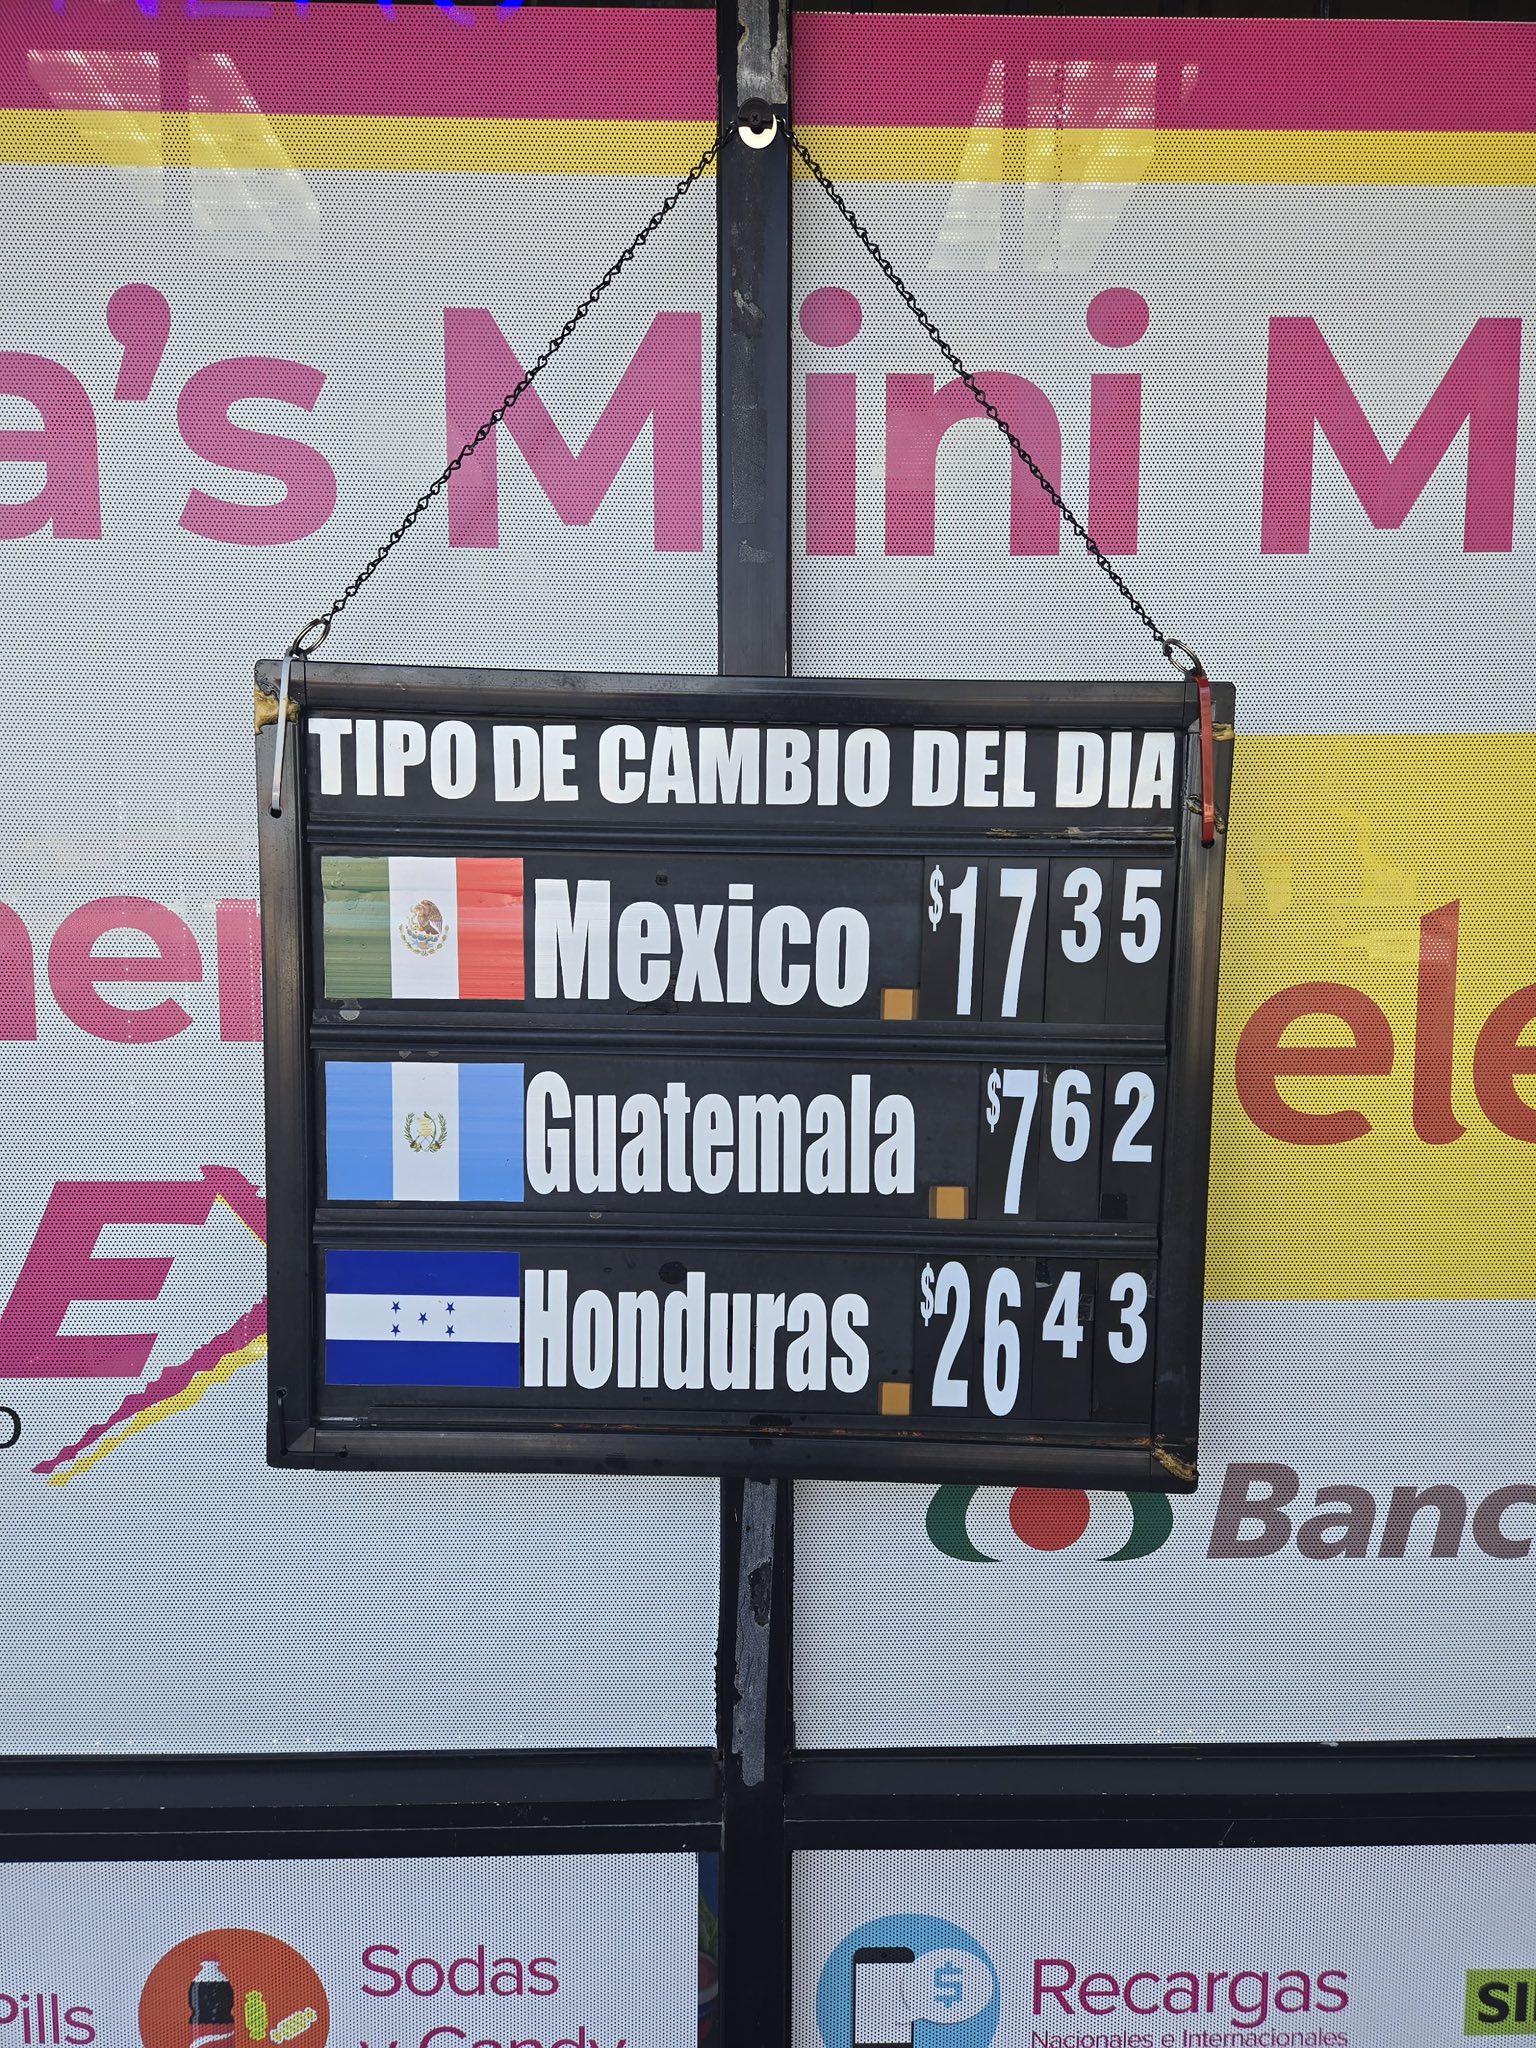 a's Mini M
TIPO DE CAMBIO DEL DIA
Mexico $17 35
Guatemala $7 62
Honduras $26 43
ele
Banc
Pills
Sodas
y Candy
Recargas
Nacionales e Internacionales